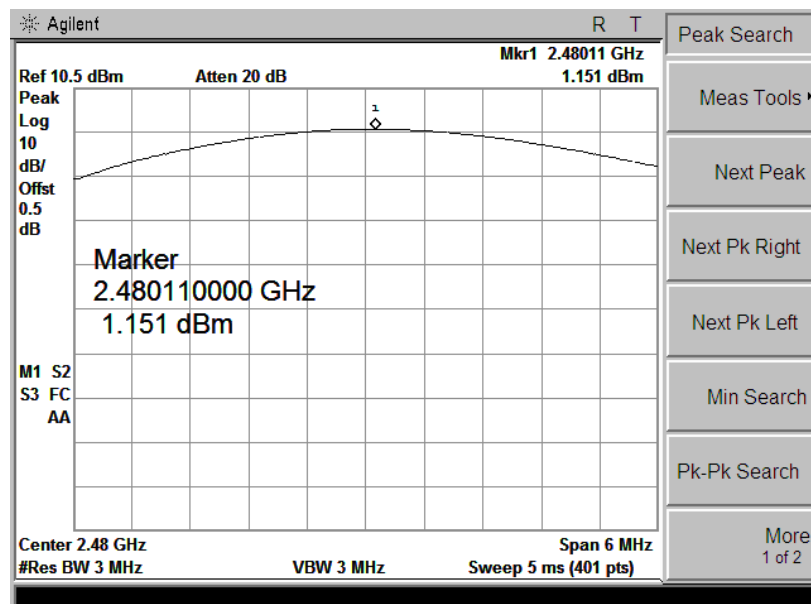 Agilent R T
Mkr1 2.48011 GHz
Ref 10.5 dBm Atten 20 dB 1.151 dBm
Peak
Log
10
dB/
Offst
0.5
dB
1
Marker
2.480110000 GHz
1.151 dBm
M1 S2
S3 FC
AA
Center 2.48 GHz Span 6 MHz
#Res BW 3 MHz VBW 3 MHz Sweep 5 ms (401 pts)
Peak Search
Meas Tools
Next Peak
Next Pk Right
Next Pk Left
Min Search
Pk-Pk Search
More
1 of 2